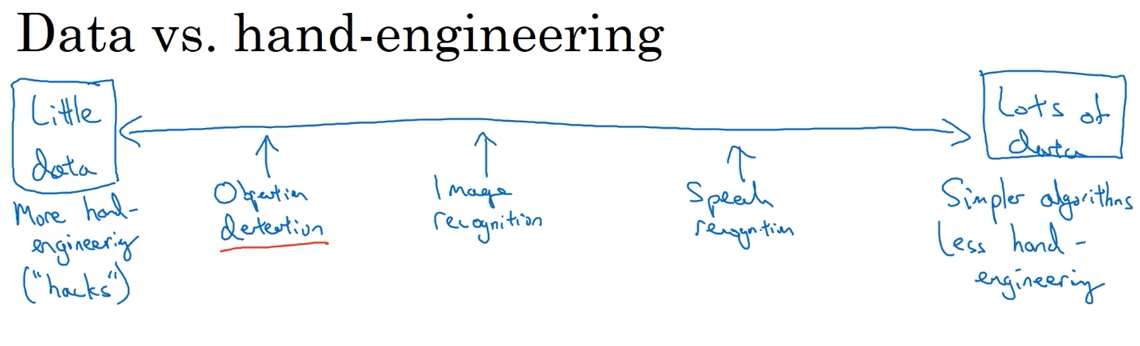 Data vs. hand-engineering
Little
data
More hand-
engineering
("hacks")
detection
Image
recognition
Speech
recognition
Lots of
data
Simpler algorithms
Less hand-
engineering